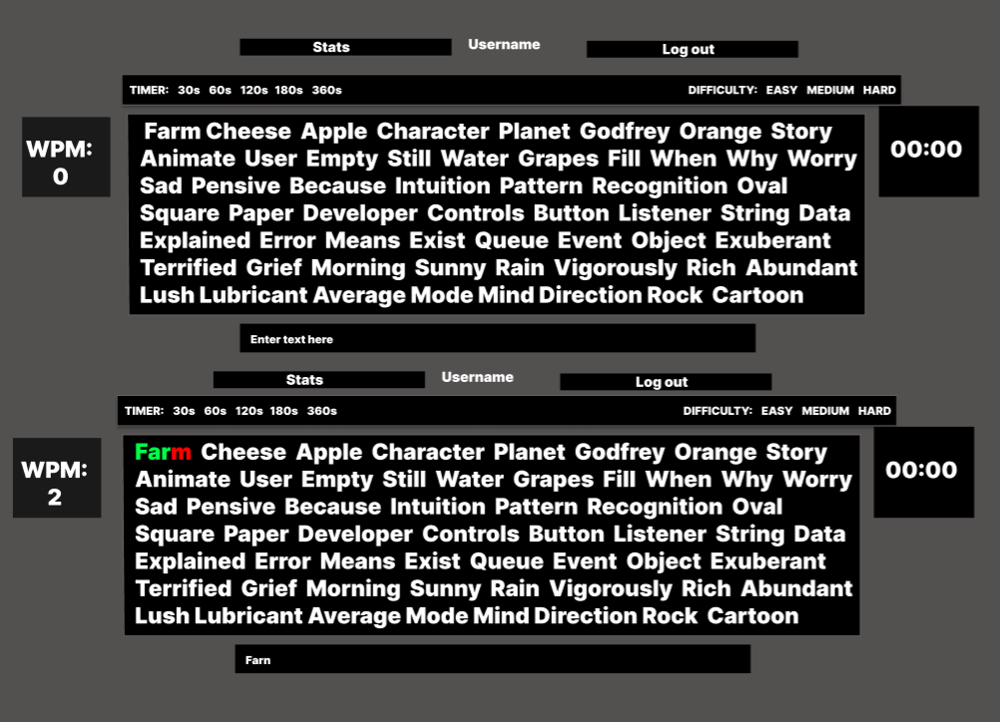 Stats Username Log out
TIMER: 30s 60s 120s 180s 360s DIFFICULTY: EASY MEDIUM HARD
WPM:
0
Farm Cheese Apple Character Planet Godfrey Orange Story
Animate User Empty Still Water Grapes Fill When Why Worry
Sad Pensive Because Intuition Pattern Recognition Oval
Square Paper Developer Controls Button Listener String Data
Explained Error Means Exist Queue Event Object Exuberant
Terrified Grief Morning Sunny Rain Vigorously Rich Abundant
Lush Lubricant Average Mode Mind Direction Rock Cartoon
00:00
Enter text here
Stats Username Log out
TIMER: 30s 60s 120s 180s 360s DIFFICULTY: EASY MEDIUM HARD
WPM:
2
Farm Cheese Apple Character Planet Godfrey Orange Story
Animate User Empty Still Water Grapes Fill When Why Worry
Sad Pensive Because Intuition Pattern Recognition Oval
Square Paper Developer Controls Button Listener String Data
Explained Error Means Exist Queue Event Object Exuberant
Terrified Grief Morning Sunny Rain Vigorously Rich Abundant
Lush Lubricant Average Mode Mind Direction Rock Cartoon
00:00
Farn